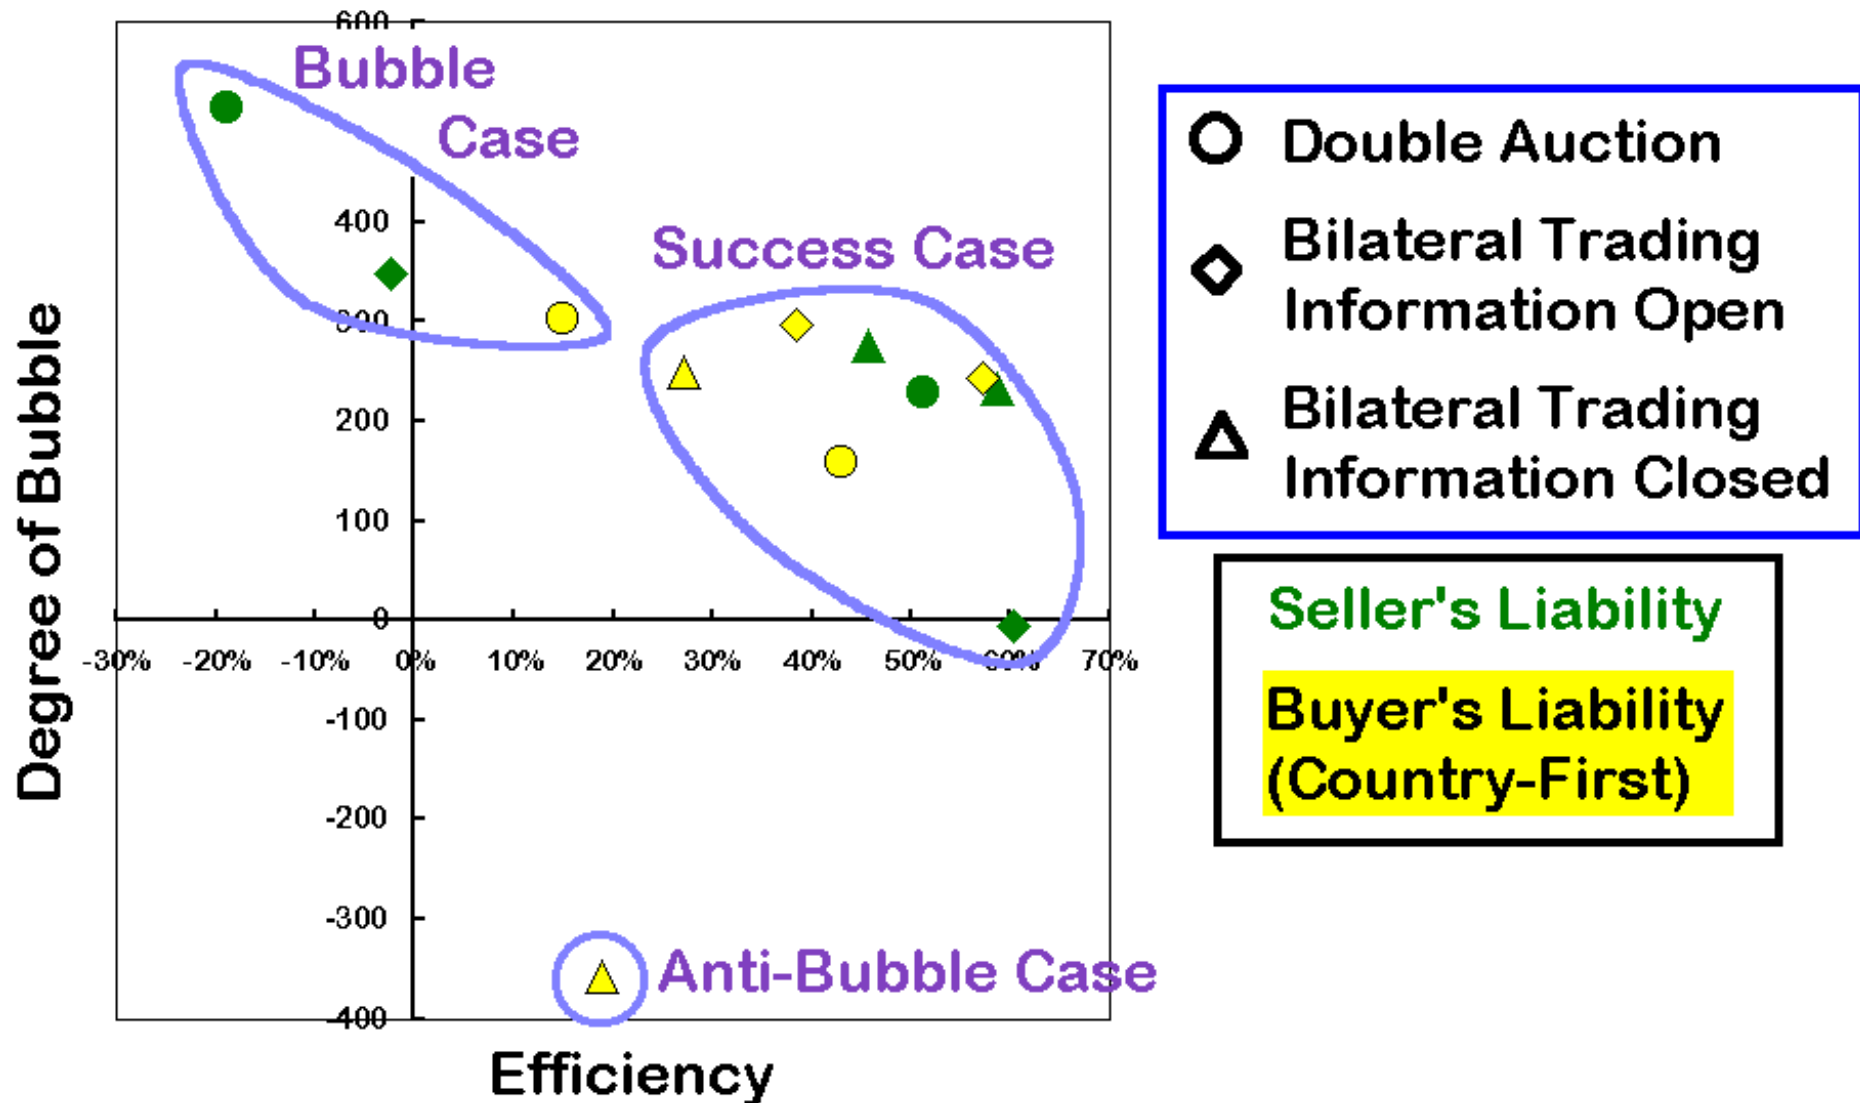 600
Bubble
Case
400
300
200
100
0
-30% -20% -10% 0% 10% 20% 30% 40% 50% 60% 70%
-100
-200
-300
-400
Success Case
Anti-Bubble Case
Degree of Bubble
Efficiency
Double Auction
Bilateral Trading
Information Open
Bilateral Trading
Information Closed
Seller's Liability
Buyer's Liability
(Country-First)